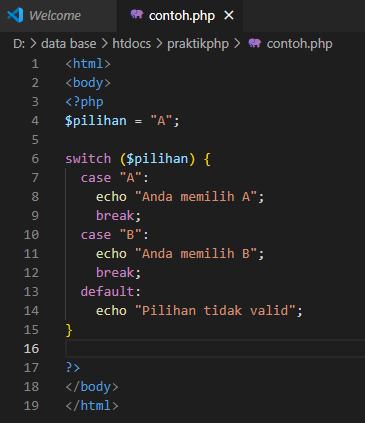 Welcome contoh.php ×
D: > data base > htdocs > praktikphp > contoh.php
1 <html>
2 <body>
3 <?php
4 $pilihan = "A";
5
6 switch ($pilihan) {
7   case "A":
8     echo "Anda memilih A";
9     break;
10   case "B":
11     echo "Anda memilih B";
12     break;
13   default:
14     echo "Pilihan tidak valid";
15 }
16
17 ?>
18 </body>
19 </html>